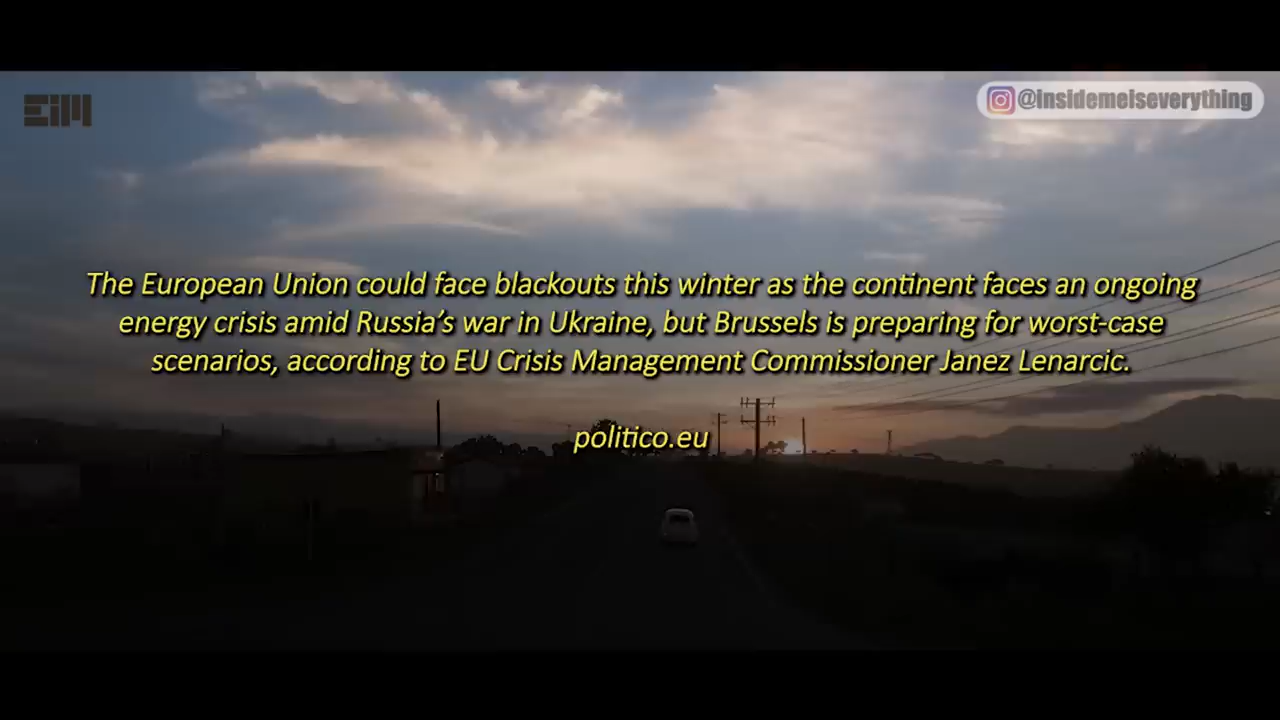 EiM
@insidemeiseverything
The European Union could face blackouts this winter as the continent faces an ongoing
energy crisis amid Russia’s war in Ukraine, but Brussels is preparing for worst-case
scenarios, according to EU Crisis Management Commissioner Janez Lenarcic.
politico.eu